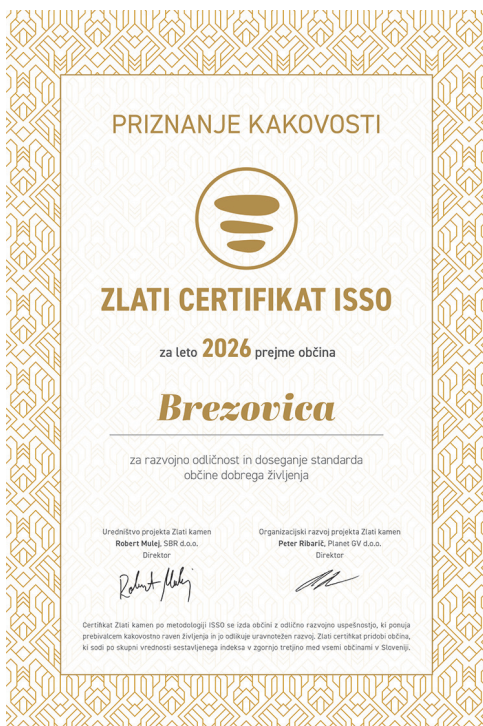 PRIZNANJE KAKOVOSTI
ZLATI CERTIFIKAT ISSO
za leto 2026 prejme občina
Brezovica
za razvojno odličnost in doseganje standarda
občine dobrega življenja
Uredništvo projekta Zlati kamen
Robert Mulej, SBR d.o.o.
Direktor
Organizacijski razvoj projekta Zlati kamen
Peter Ribarič, Planet GV d.o.o.
Direktor
Certifikat Zlati kamen po metodologiji ISSO se izda občini z odlično razvojno uspešnostjo, ki ponuja
prebivalcem kakovostno raven življenja in jo odlikuje uravnotežen razvoj. Zlati certifikat pridobi občina,
ki sodi po skupni vrednosti sestavljenega indeksa v zgornjo tretjino med vsemi občinami v Sloveniji.